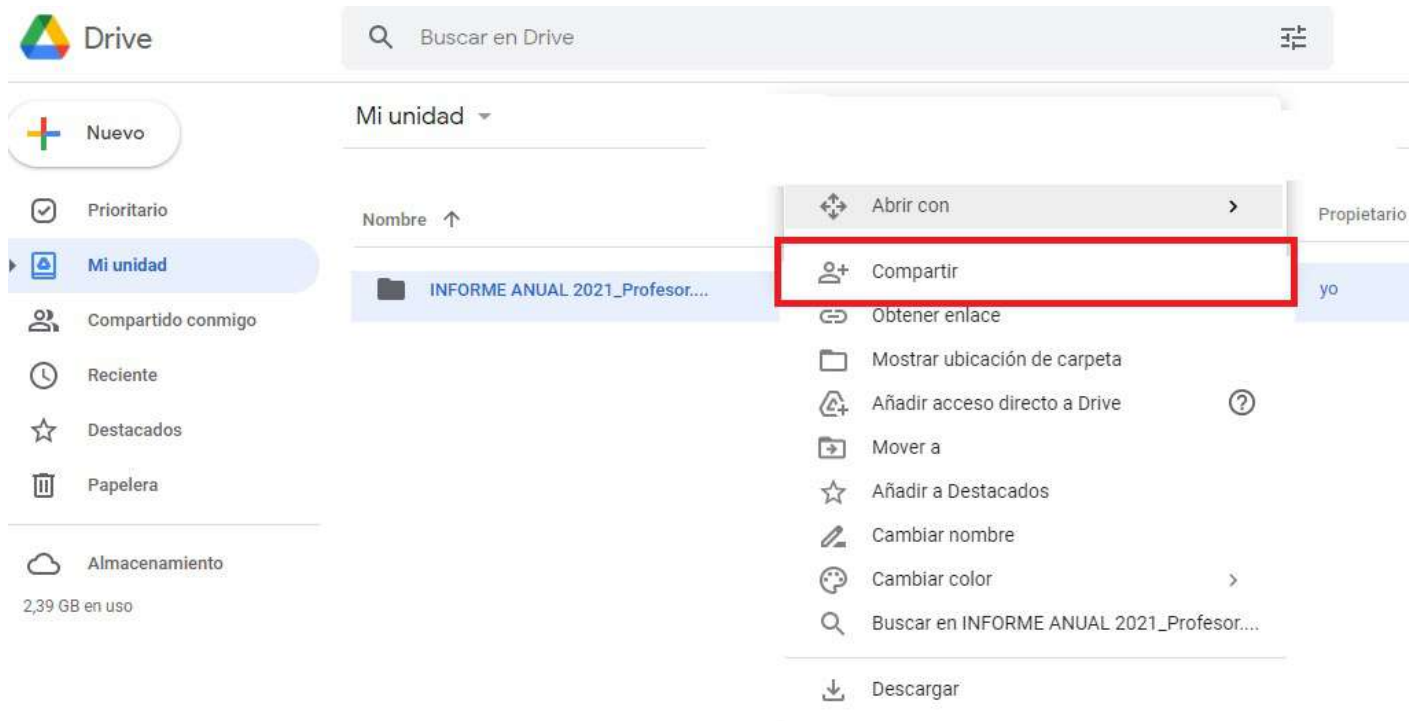 Drive
Buscar en Drive
Nuevo
Prioritario
Mi unidad
Compartido conmigo
Reciente
Destacados
Papelera
Almacenamiento
2,39 GB en uso
Mi unidad
Nombre
Propietario
INFORME ANUAL 2021_Profesor....
yo
Abrir con
Compartir
Obtener enlace
Mostrar ubicación de carpeta
Añadir acceso directo a Drive
Mover a
Añadir a Destacados
Cambiar nombre
Cambiar color
Buscar en INFORME ANUAL 2021_Profesor....
Descargar